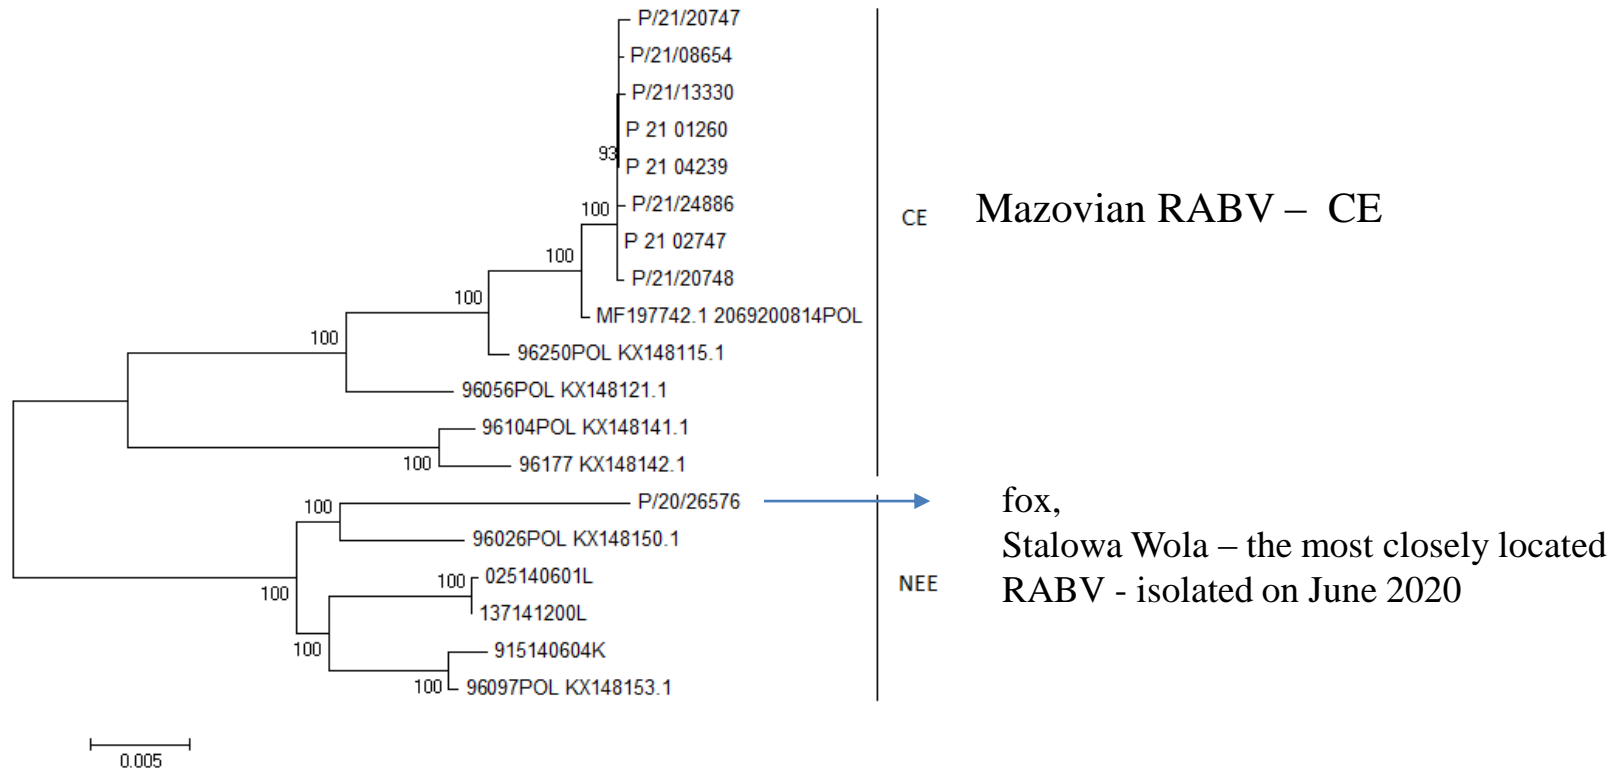 P/21/20747
P/21/08654
P/21/13330
P 21 01260
93
P 21 04239
P/21/24886
100
P 21 02747
100
P/21/20748
100
MF197742.1 2069200814POL
100
96250POL KX148115.1
96056POL KX148121.1
96104POL KX148141.1
100
96177 KX148142.1
CE
Mazovian RABV – CE
100
P/20/26576
96026POL KX148150.1
100
100
025140601L
137141200L
100
915140604K
100
96097POL KX148153.1
NEE
fox,
Stalowa Wola – the most closely located
RABV - isolated on June 2020
0.005